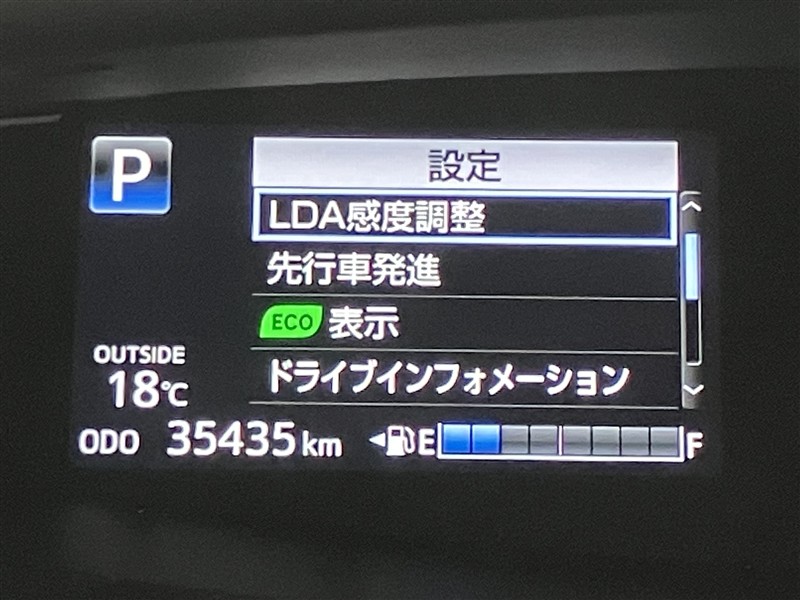 P
設定
LDA感度調整
先行車発進
ECO 表示
ドライブインフォメーション
OUTSIDE
18℃
ODO 35435km E F